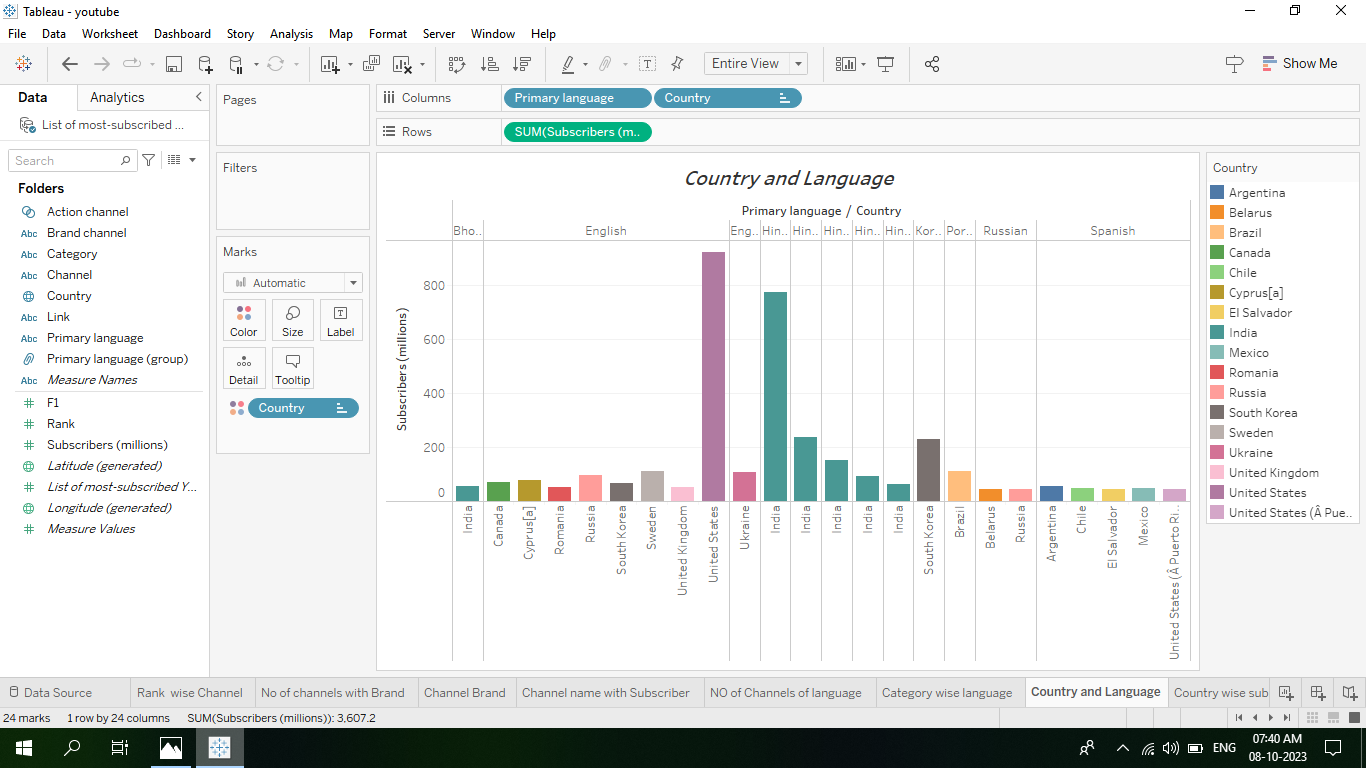 Tableau - youtube
File Data Worksheet Dashboard Story Analysis Map Format Server Window Help
Entire View
Show Me
Data Analytics
List of most-subscribed ...
Search
Folders
Action channel
Abc Brand channel
Abc Category
Abc Channel
Country
Abc Link
Abc Primary language
Primary language (group)
Abc Measure Names
F1
Rank
Subscribers (millions)
Latitude (generated)
List of most-subscribed Y...
Longitude (generated)
Measure Values
Pages
Filters
Marks
Automatic
Color Size Label
Detail Tooltip
Country
Columns Primary language Country
Rows SUM(Subscribers (m..
Country and Language
Primary language / Country
Bho.. English Eng.. Hin.. Hin.. Hin.. Hin.. Hin.. Kor.. Por.. Russian Spanish
Subscribers (millions)
800
600
400
200
0
India
Canada
Cyprus[a]
Romania
Russia
South Korea
Sweden
United Kingdom
United States
Ukraine
India
India
India
India
India
South Korea
Brazil
Belarus
Russia
Argentina
Chile
El Salvador
Mexico
United States (Â Puerto Ri..
Country
Argentina
Belarus
Brazil
Canada
Chile
Cyprus[a]
El Salvador
India
Mexico
Romania
Russia
South Korea
Sweden
Ukraine
United Kingdom
United States
United States (Â Pue..
Data Source Rank wise Channel No of channels with Brand Channel Brand Channel name with Subscriber NO of Channels of language Category wise language Country and Language Country wise sub
24 marks 1 row by 24 columns SUM(Subscribers (millions)): 3,607.2
ENG
07:40 AM
08-10-2023